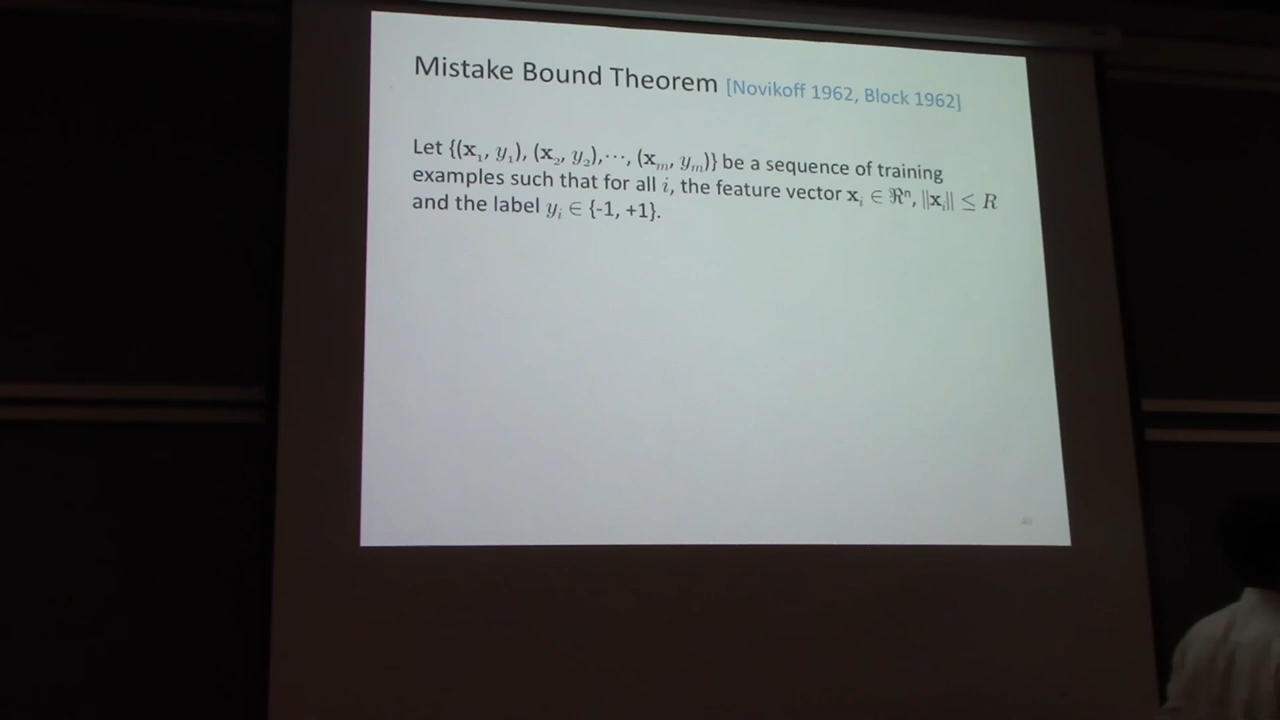 Mistake Bound Theorem [Novikoff 1962, Block 1962]
Let {(x₁, y₁), (x₂, y₂),⋯, (xₘ, yₘ)} be a sequence of training
examples such that for all i, the feature vector xᵢ ∈ ℜⁿ, ||xᵢ|| ≤ R
and the label yᵢ ∈ {-1, +1}.